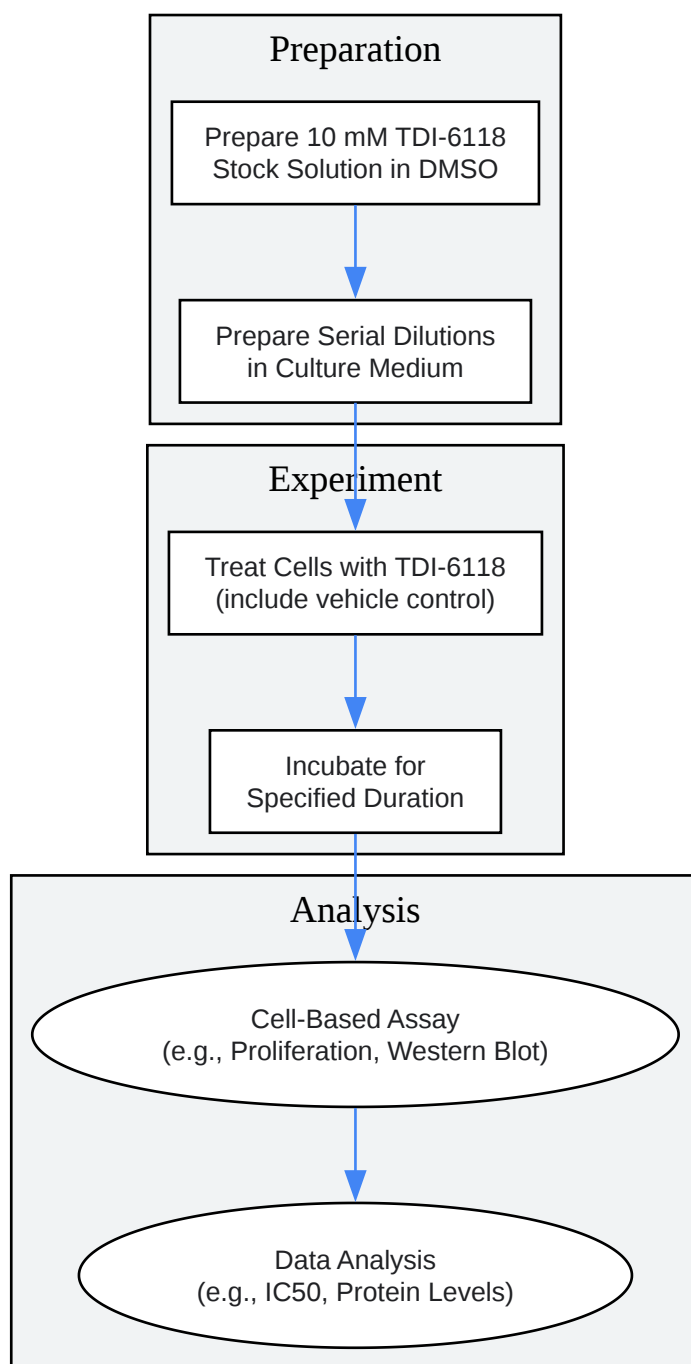 Preparation
Prepare 10 mM TDI-6118
Stock Solution in DMSO
Prepare Serial Dilutions
in Culture Medium
Experiment
Treat Cells with TDI-6118
(include vehicle control)
Incubate for
Specified Duration
Analysis
Cell-Based Assay
(e.g., Proliferation, Western Blot)
Data Analysis
(e.g., IC50, Protein Levels)